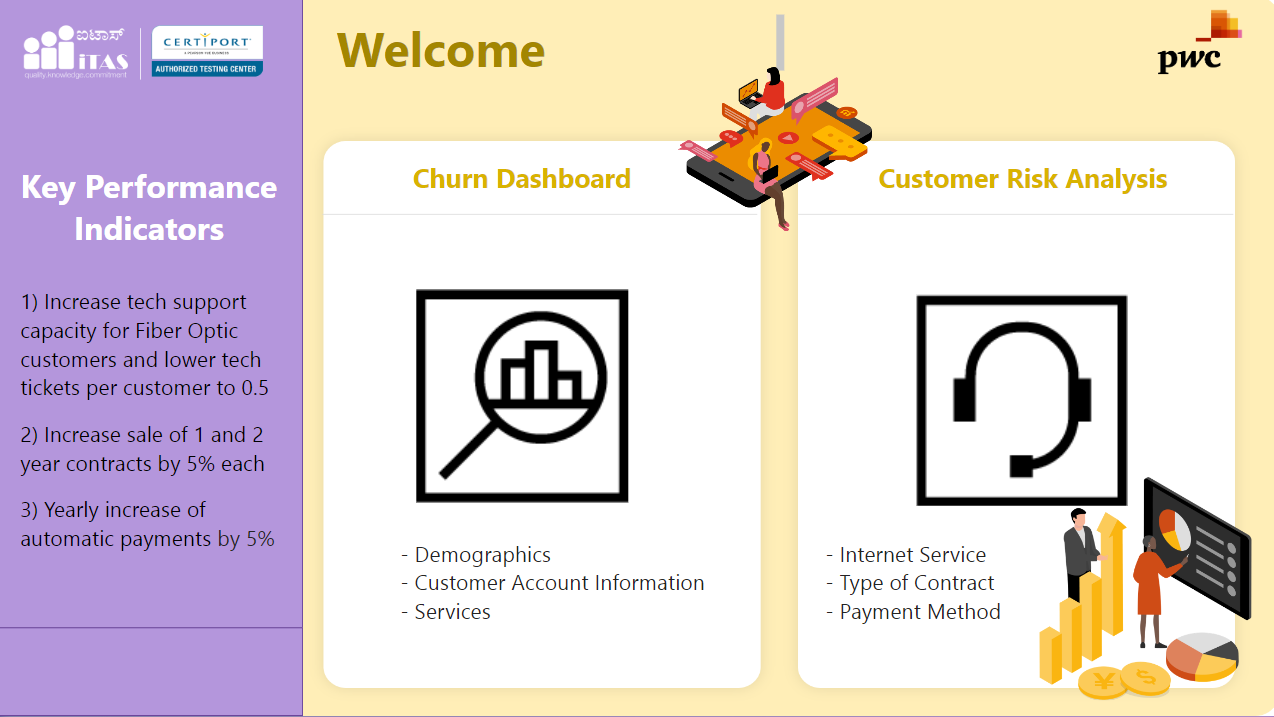 ಐಟಾಸ್
iTAS
quality.knowledge.commitment
CERTIPORT
A PEARSON VUE BUSINESS
AUTHORIZED TESTING CENTER
Key Performance
Indicators
1) Increase tech support
capacity for Fiber Optic
customers and lower tech
tickets per customer to 0.5
2) Increase sale of 1 and 2
year contracts by 5% each
3) Yearly increase of
automatic payments by 5%
Welcome
pwc
Churn Dashboard
- Demographics
- Customer Account Information
- Services
Customer Risk Analysis
- Internet Service
- Type of Contract
- Payment Method
¥
$